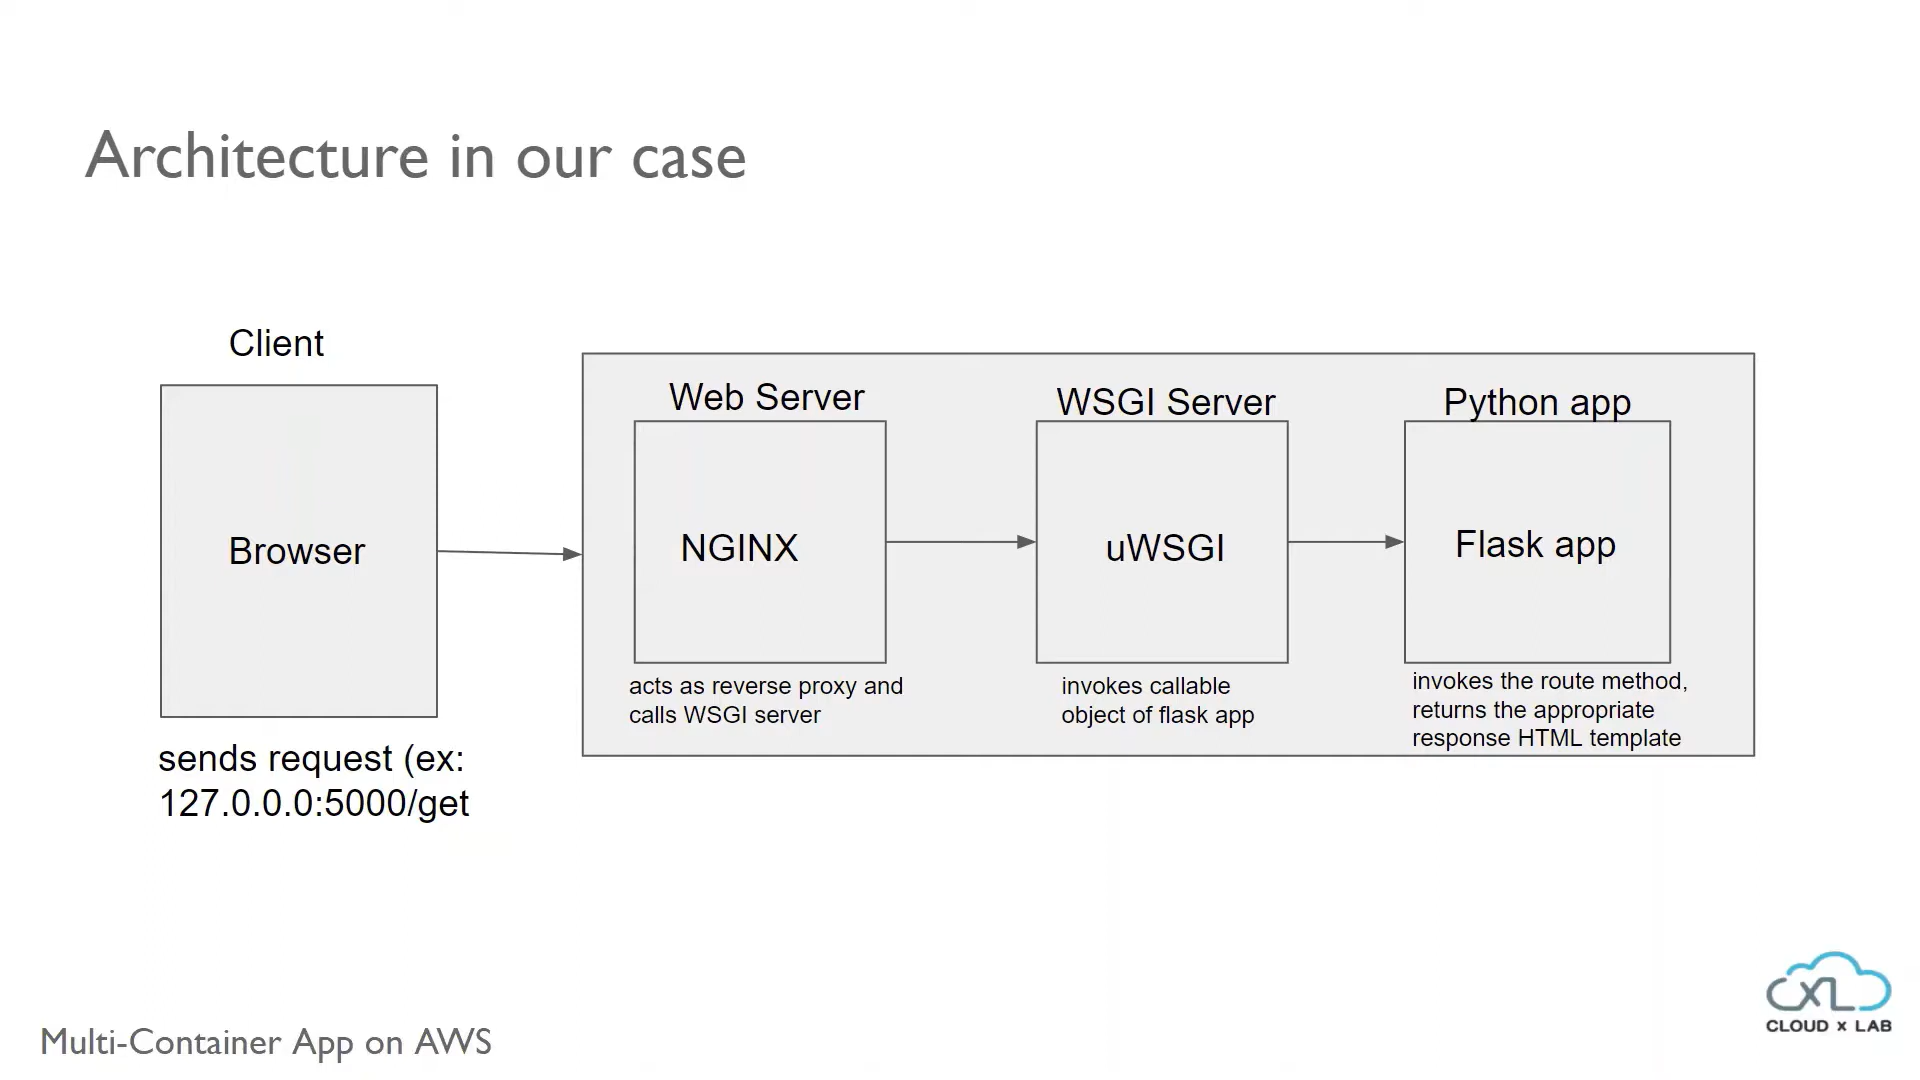 Architecture in our case
Client
Browser
sends request (ex:
127.0.0.0:5000/get
Web Server
NGINX
acts as reverse proxy and
calls WSGI server
WSGI Server
uWSGI
invokes callable
object of flask app
Python app
Flask app
invokes the route method,
returns the appropriate
response HTML template
Multi-Container App on AWS
CXL
CLOUD x LAB